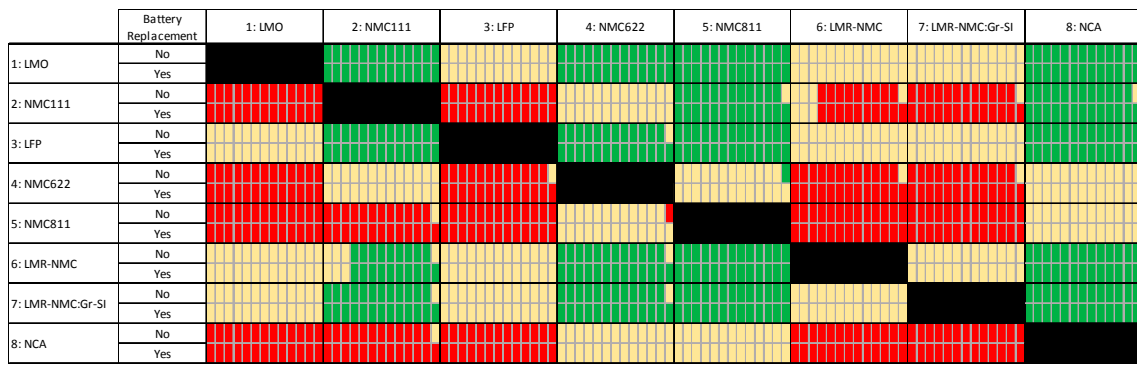 Battery
Replacement
1: LMO
2: NMC111
3: LFP
4: NMC622
5: NMC811
6: LMR-NMC
7: LMR-NMC:Gr-SI
8: NCA
1: LMO
No
Yes
2: NMC111
No
Yes
3: LFP
No
Yes
4: NMC622
No
Yes
5: NMC811
No
Yes
6: LMR-NMC
No
Yes
7: LMR-NMC:Gr-SI
No
Yes
8: NCA
No
Yes